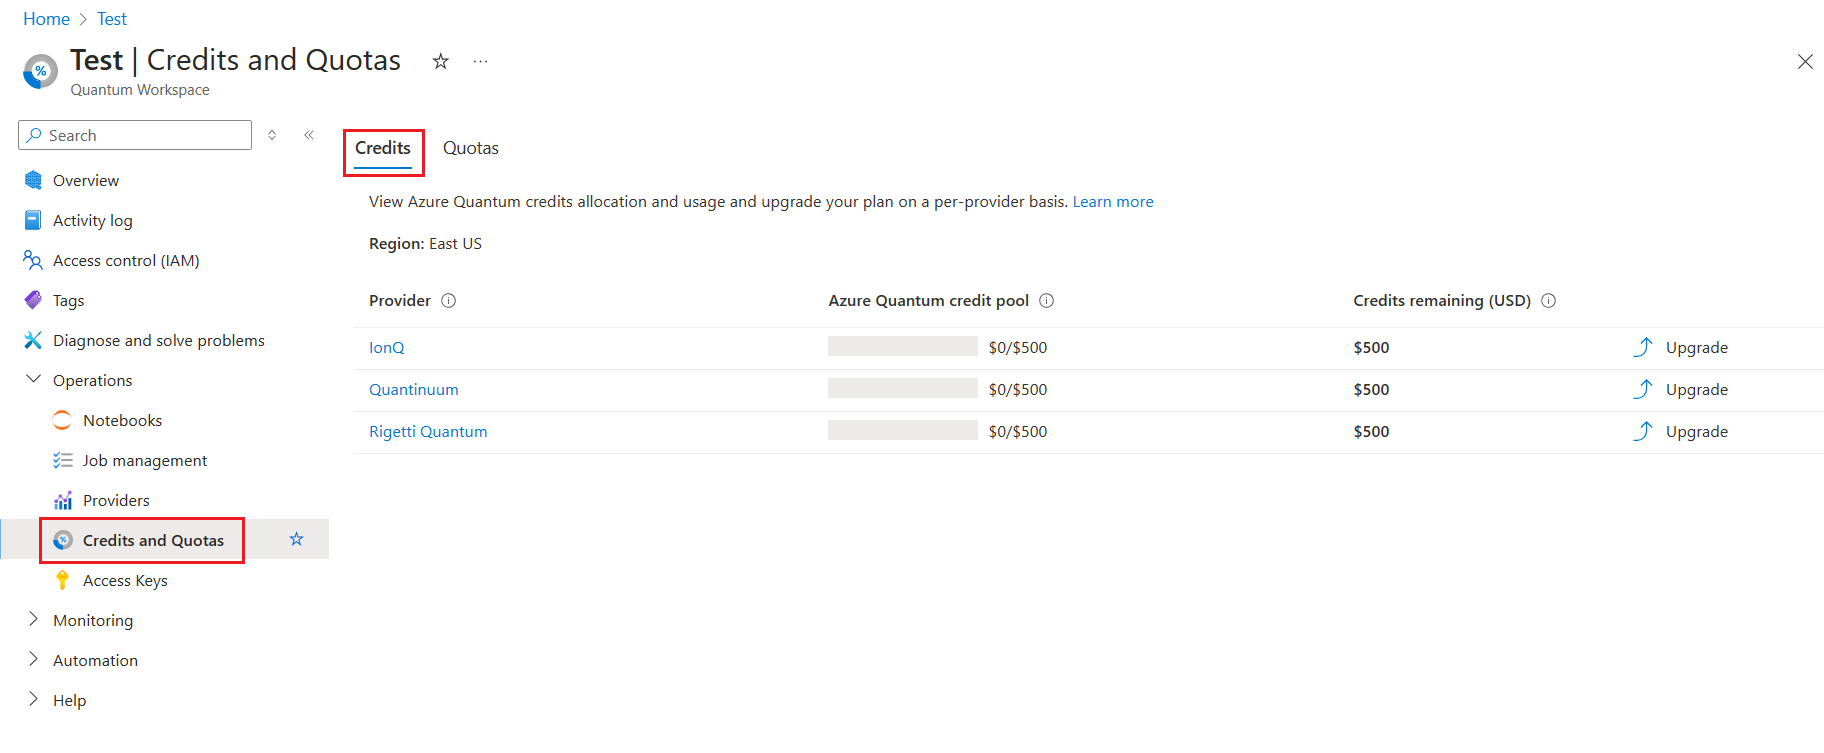 Home > Test
Test | Credits and Quotas
Quantum Workspace
Search
Overview
Activity log
Access control (IAM)
Tags
Diagnose and solve problems
Operations
Notebooks
Job management
Providers
Credits and Quotas
Access Keys
Monitoring
Automation
Help
Credits Quotas
View Azure Quantum credits allocation and usage and upgrade your plan on a per-provider basis. Learn more
Region: East US
Provider Azure Quantum credit pool Credits remaining (USD)
IonQ $0/$500 $500 Upgrade
Quantinuum $0/$500 $500 Upgrade
Rigetti Quantum $0/$500 $500 Upgrade